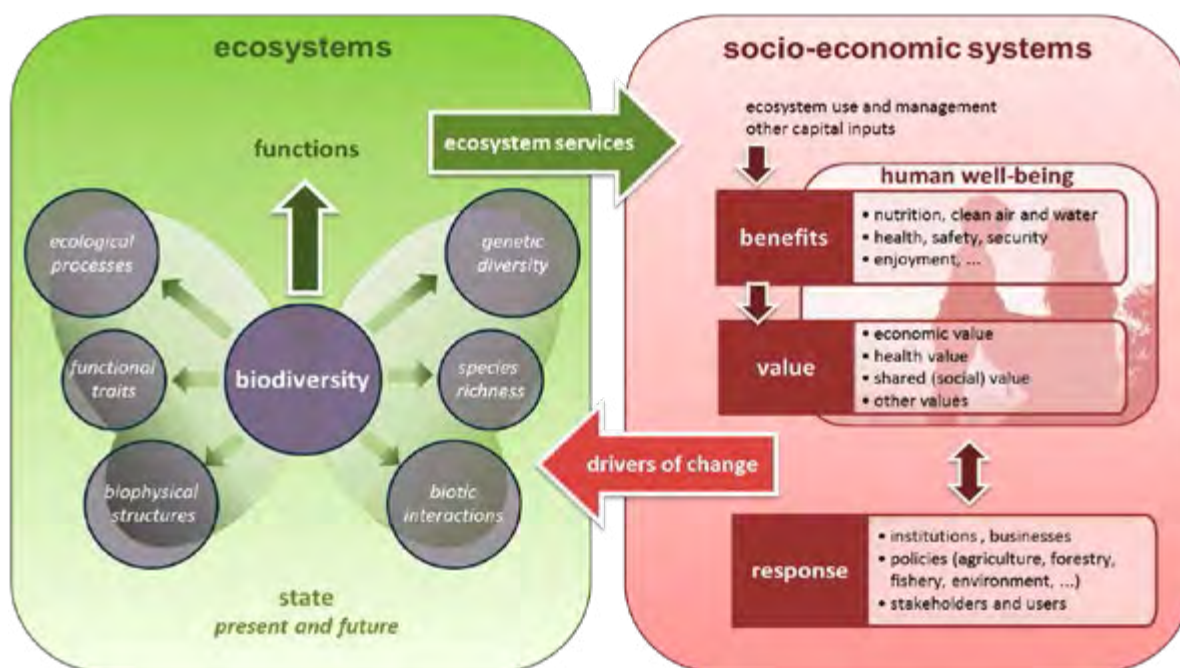 ecosystems
functions
ecological
processes
genetic
diversity
functional
traits
biodiversity
species
richness
biophysical
structures
biotic
interactions
state
present and future
ecosystem services
drivers of change
socio-economic systems
ecosystem use and management
other capital inputs
human well-being
benefits
• nutrition, clean air and water
• health, safety, security
• enjoyment, ...
value
• economic value
• health value
• shared (social) value
• other values
response
• institutions , businesses
• policies (agriculture, forestry,
fishery, environment, ...)
• stakeholders and users